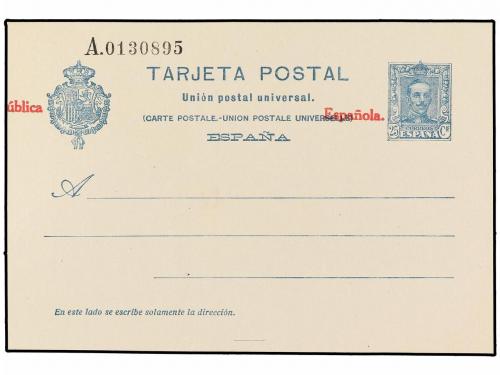 A.0130895
TARJETA POSTAL
Unión postal universal.
(CARTE POSTALE.-UNION POSTALE UNIVERSELLE)
ública Española.
ESPAÑA
CORREOS
25 ESPAÑA Cs
A
En este lado se escribe solamente la dirección.